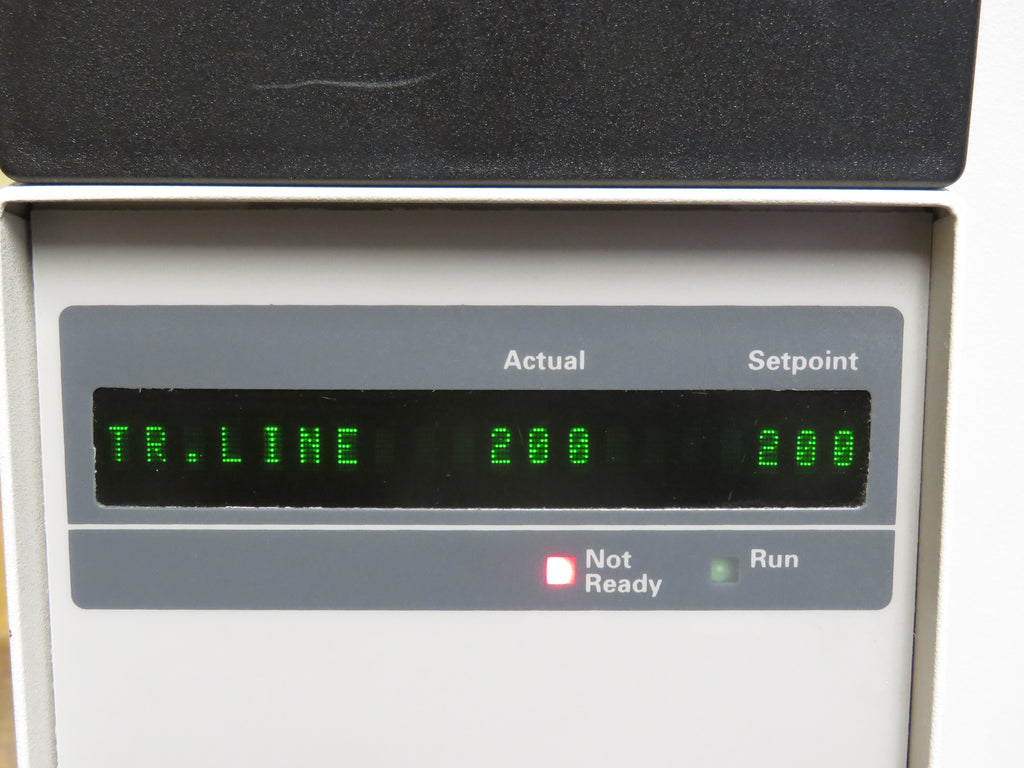 Actual Setpoint
TR.LINE 200 200
Not Run
Ready